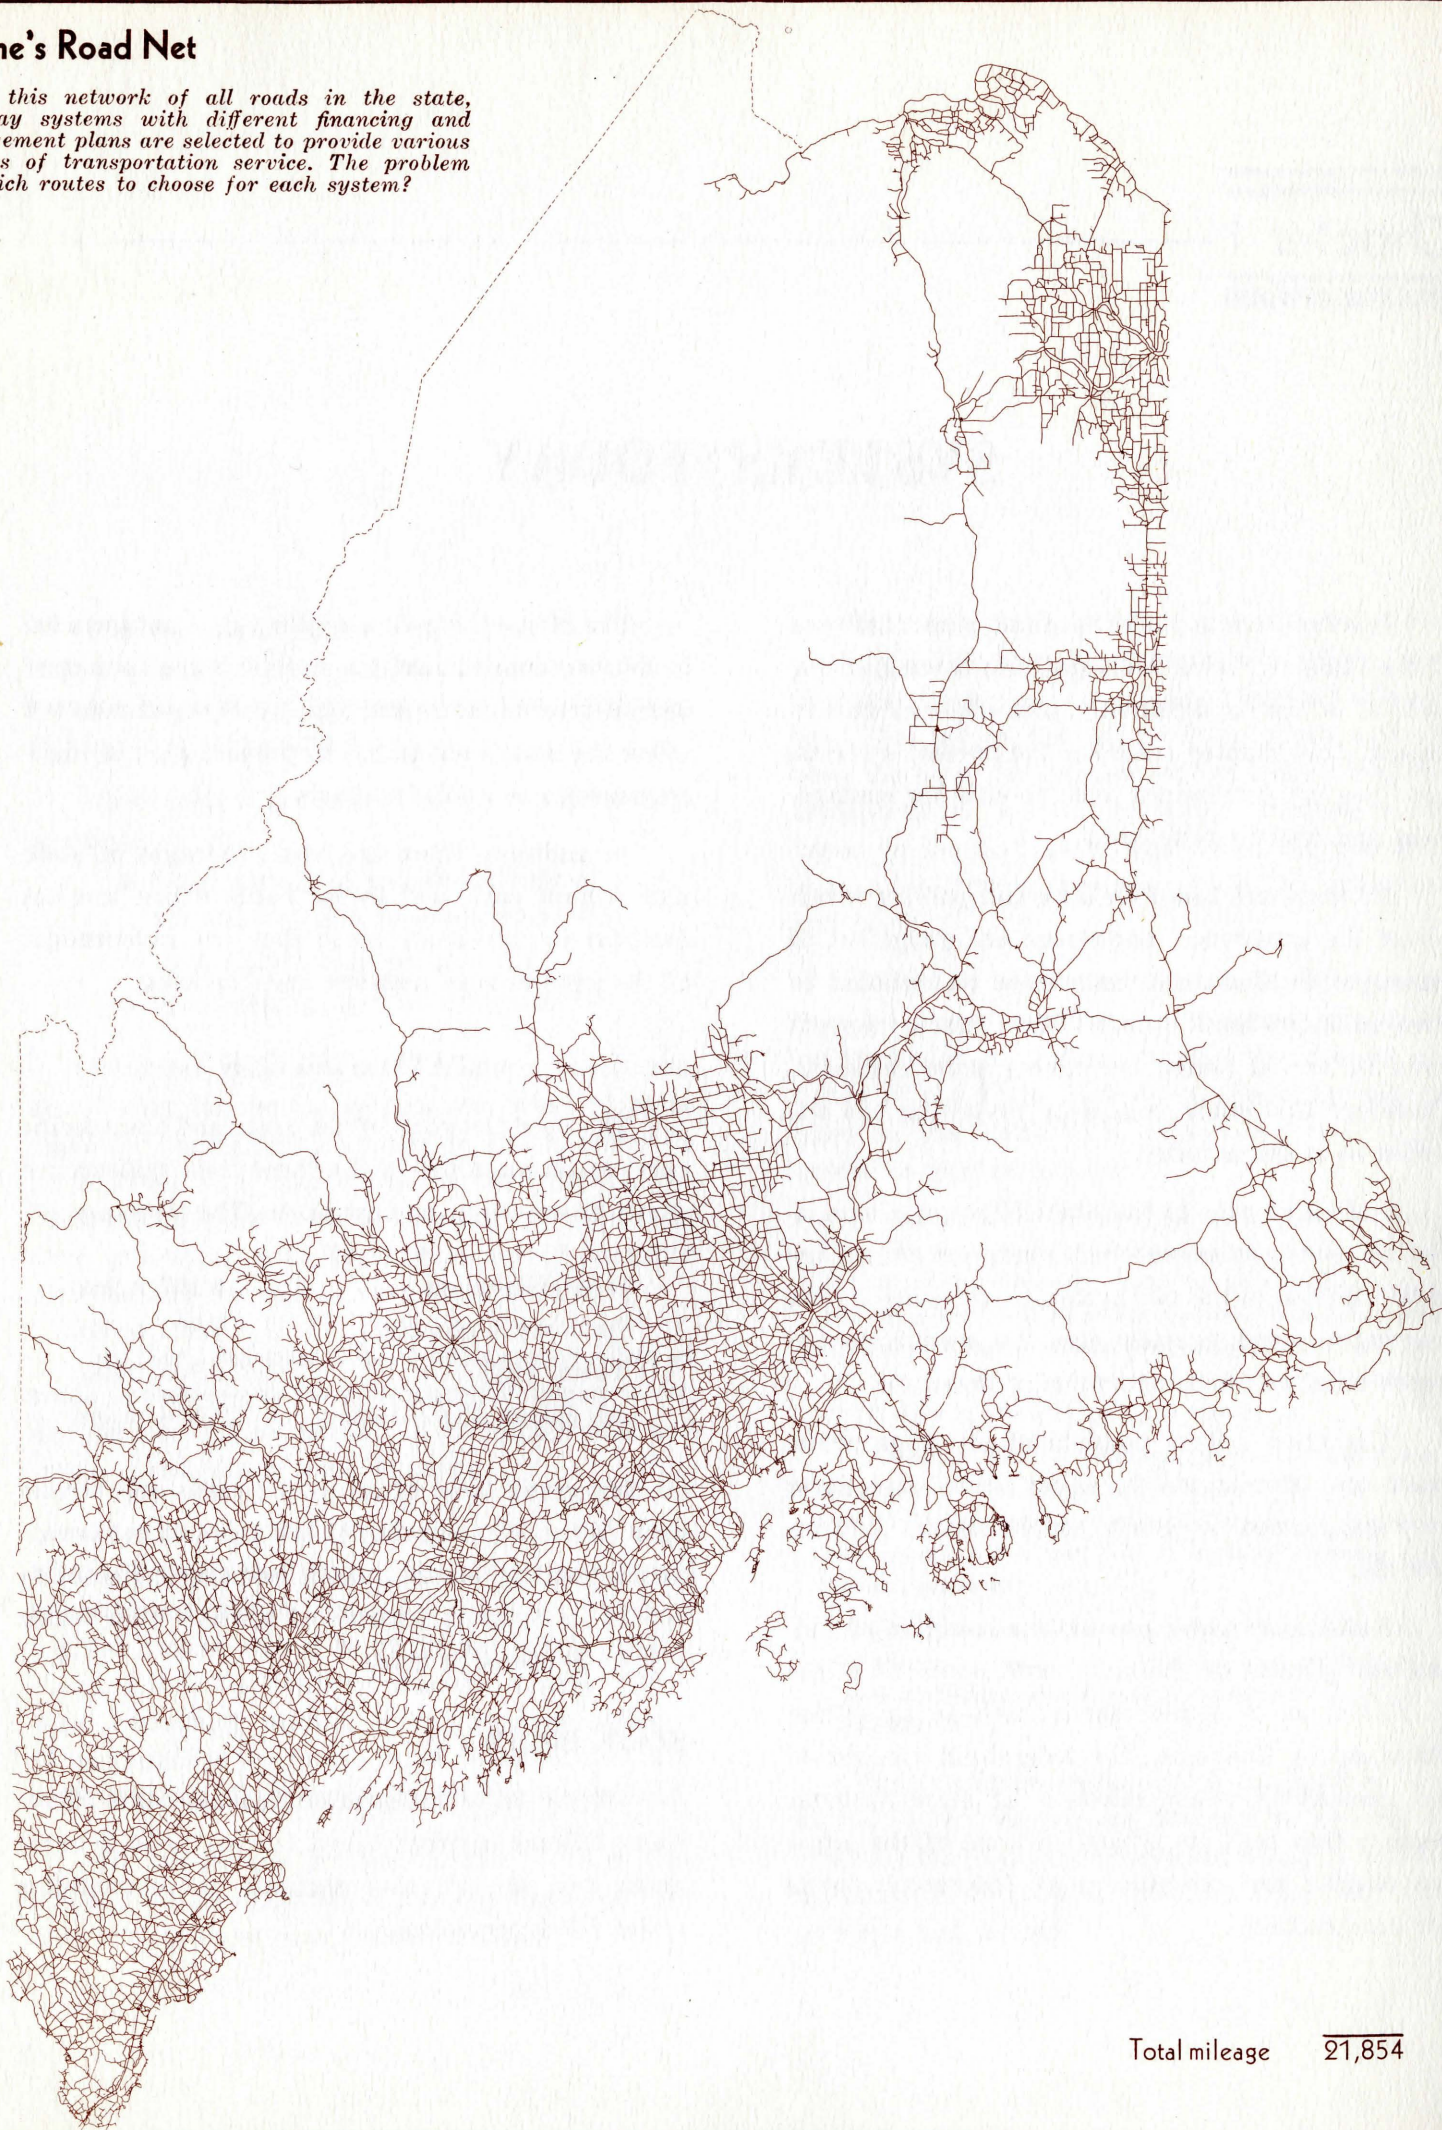 ne's Road Net
this network of all roads in the state,
ay systems with different financing and
ement plans are selected to provide various
s of transportation service. The problem
ich routes to choose for each system?
Total mileage 21,854